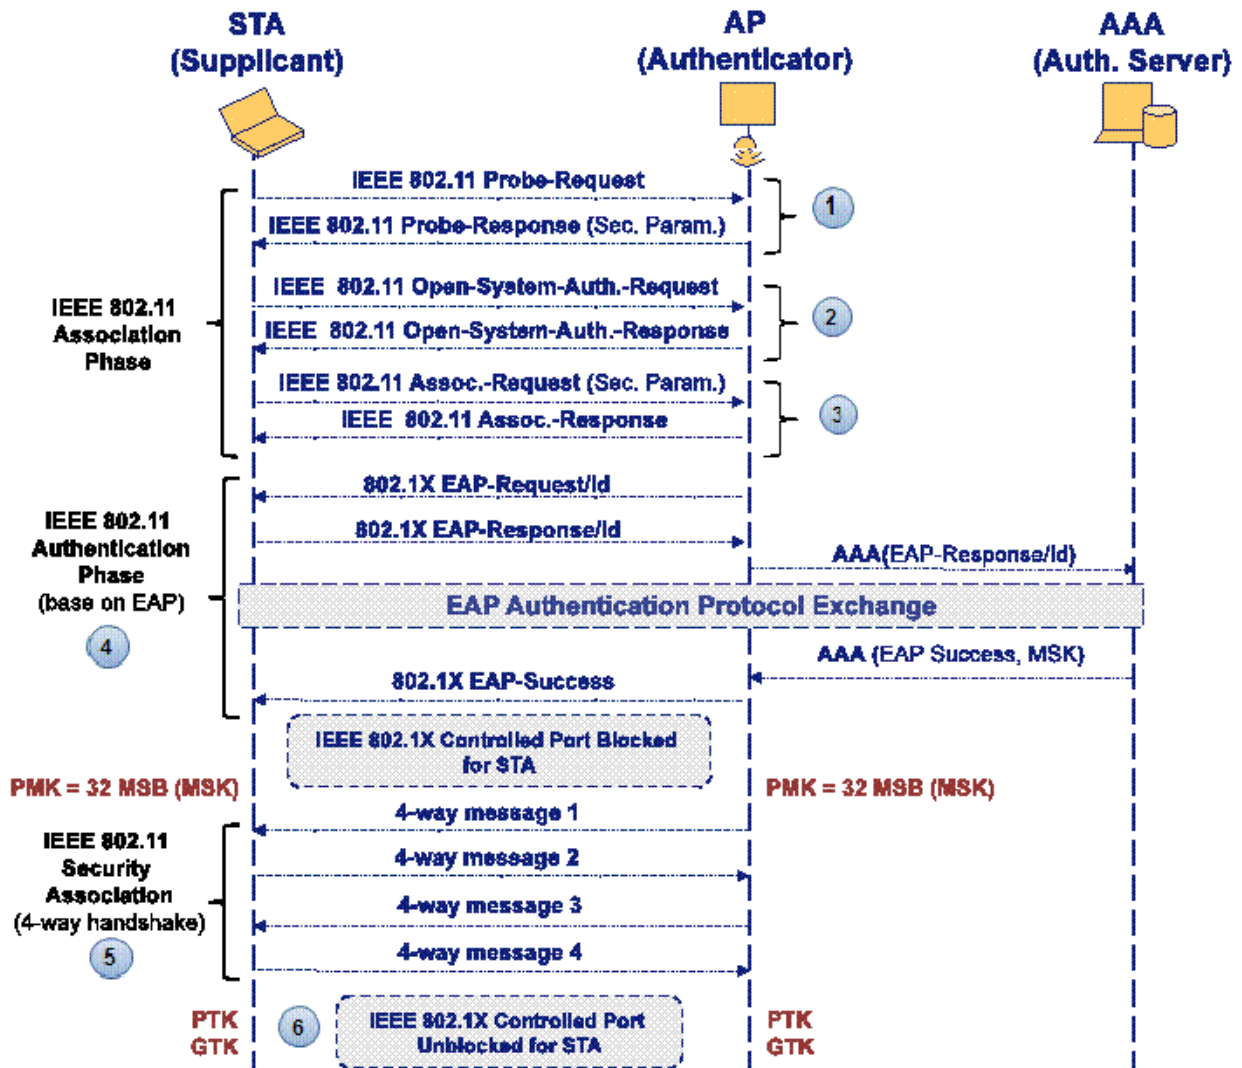 STA
(Supplicant)
AP
(Authenticator)
AAA
(Auth. Server)
IEEE 802.11 Probe-Request
1
IEEE 802.11 Probe-Response (Sec. Param.)
IEEE 802.11
Association
Phase
IEEE 802.11 Open-System-Auth.-Request
2
IEEE 802.11 Open-System-Auth.-Response
IEEE 802.11 Assoc.-Request (Sec. Param.)
3
IEEE 802.11 Assoc.-Response
802.1X EAP-Request/Id
IEEE 802.11
Authentication
Phase
(base on EAP)
4
802.1X EAP-Response/Id
AAA(EAP-Response/Id)
EAP Authentication Protocol Exchange
AAA (EAP Success, MSK)
802.1X EAP-Success
IEEE 802.1X Controlled Port Blocked
for STA
PMK = 32 MSB (MSK)
PMK = 32 MSB (MSK)
4-way message 1
IEEE 802.11
Security
Association
(4-way handshake)
5
4-way message 2
4-way message 3
4-way message 4
PTK
GTK
6
IEEE 802.1X Controlled Port
Unblocked for STA
PTK
GTK